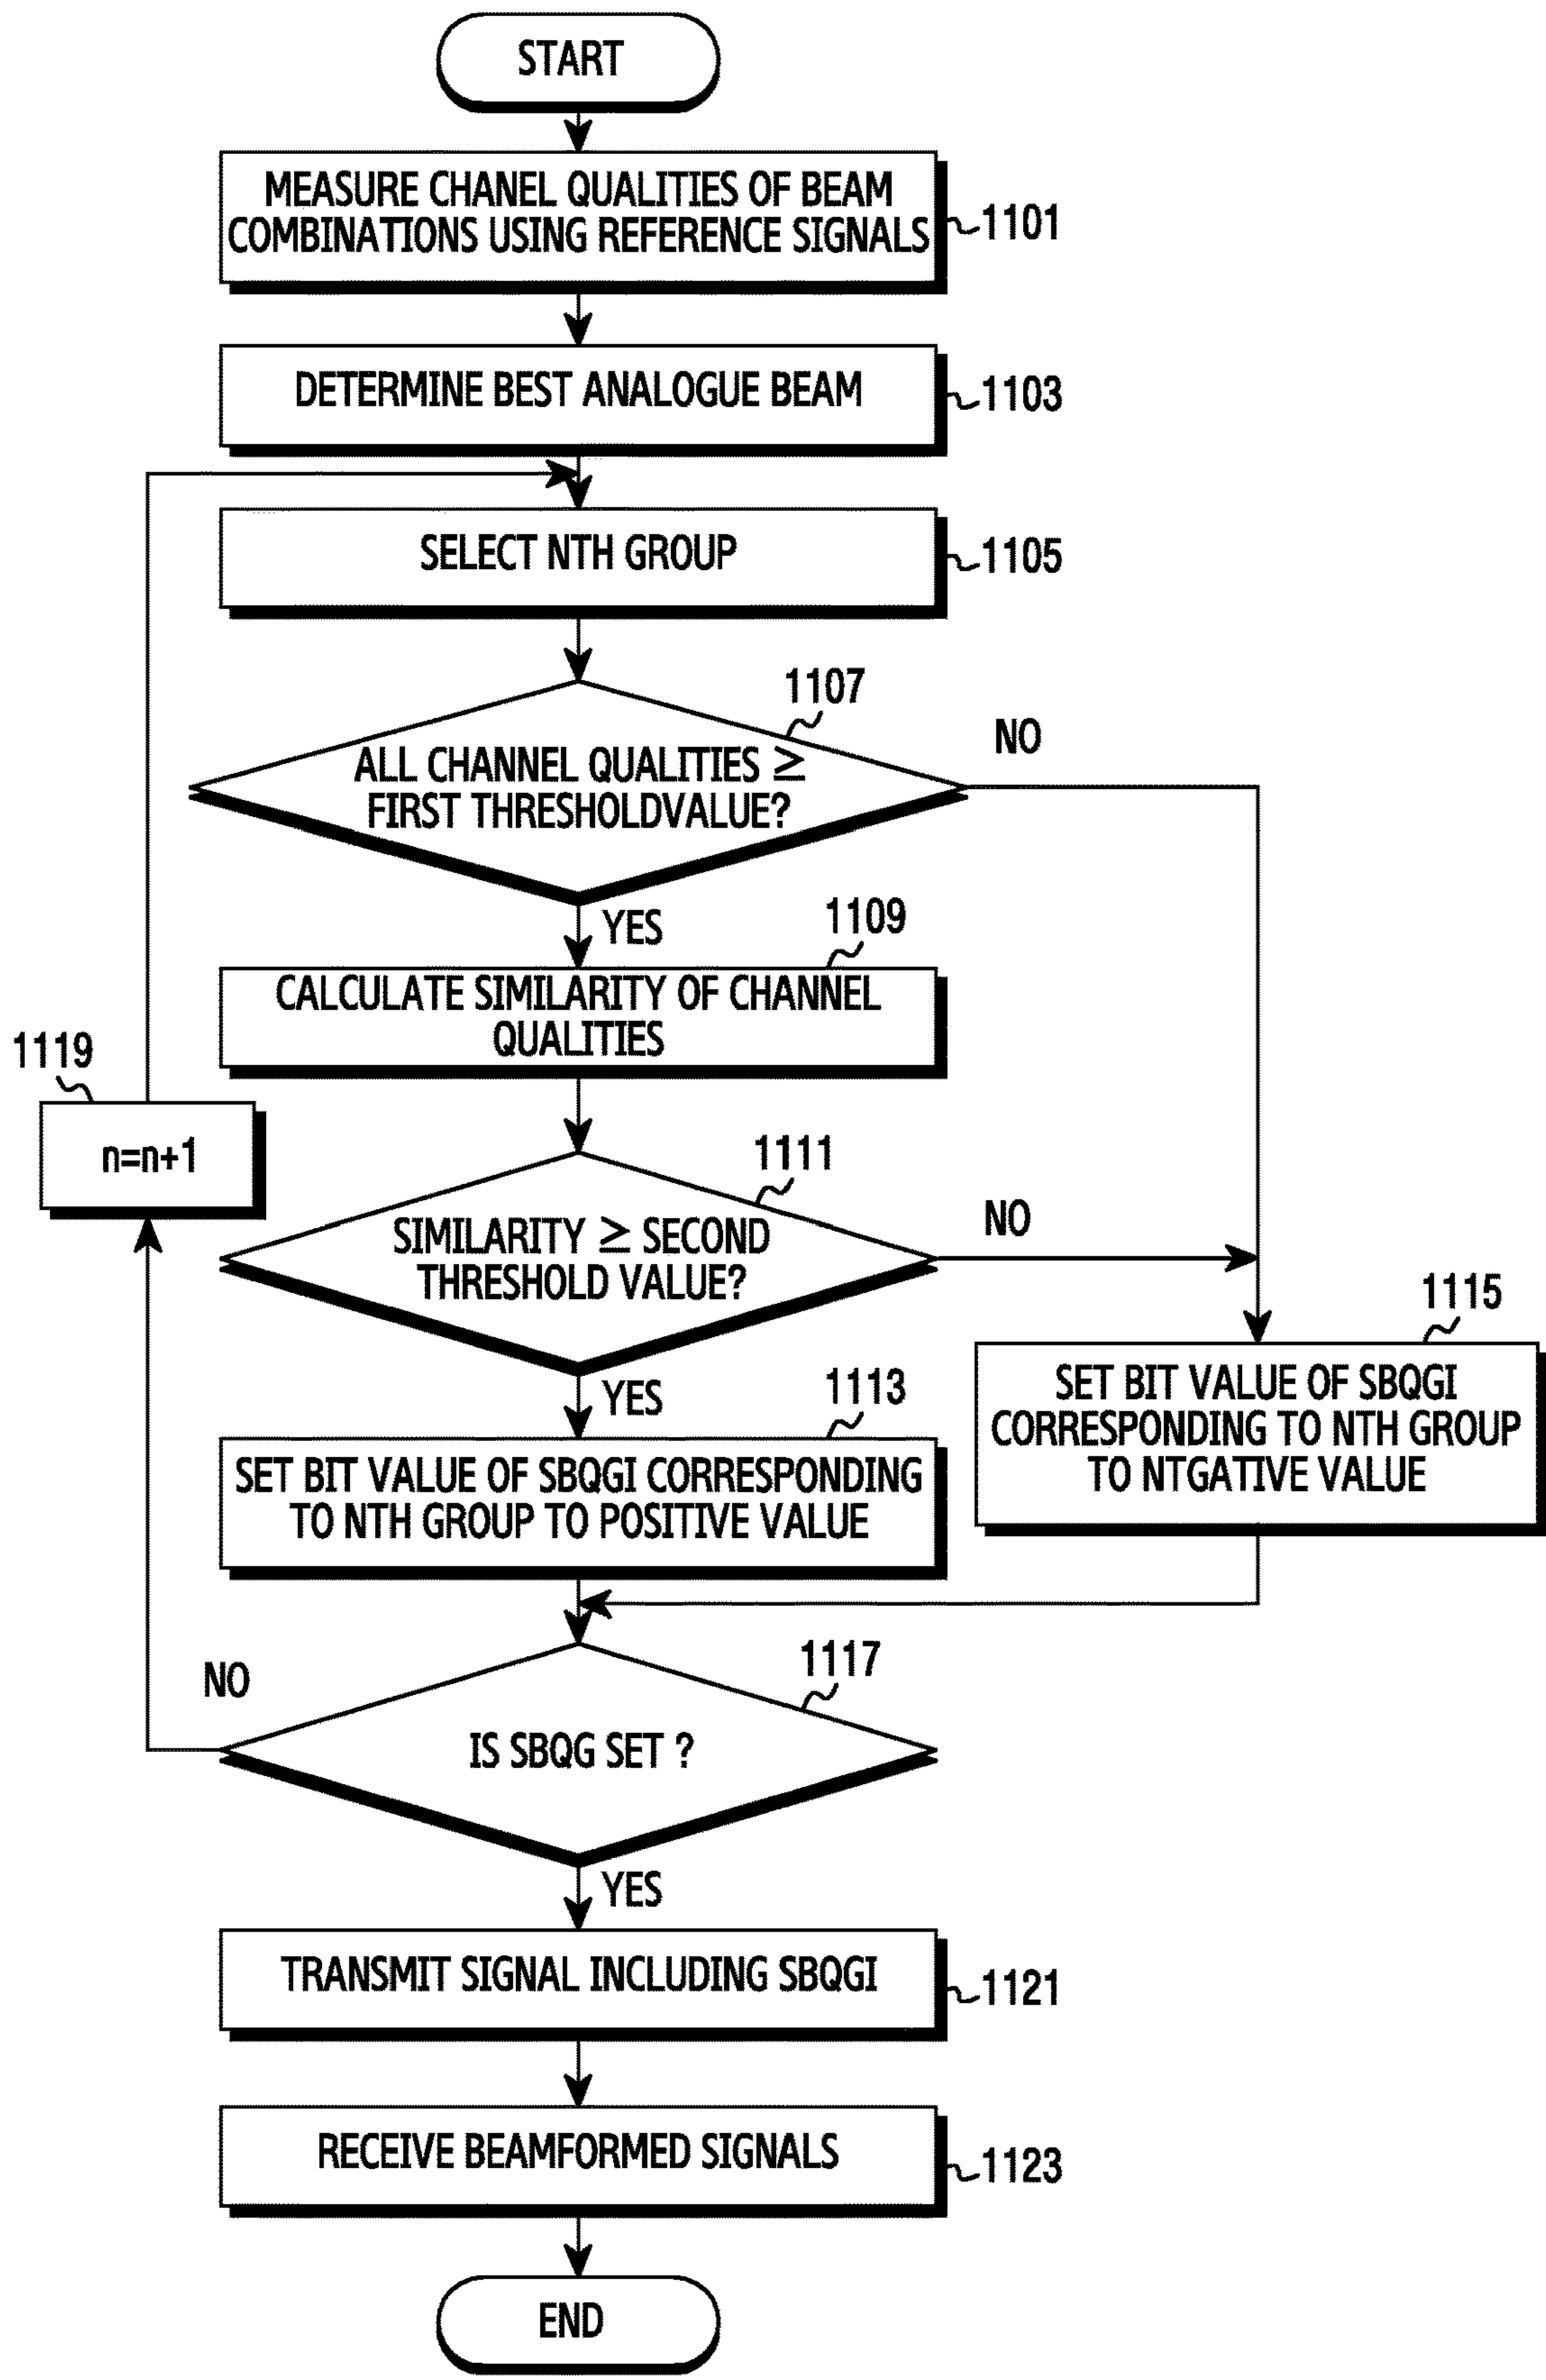 START
MEASURE CHANEL QUALITIES OF BEAM
COMBINATIONS USING REFERENCE SIGNALS
1101
DETERMINE BEST ANALOGUE BEAM
1103
SELECT NTH GROUP
1105
1107
NO
ALL CHANNEL QUALITIES ≥
FIRST THRESHOLDVALUE?
YES
1109
CALCULATE SIMILARITY OF CHANNEL
QUALITIES
1119
n=n+1
1111
NO
SIMILARITY ≥ SECOND
THRESHOLD VALUE?
1115
YES
1113
SET BIT VALUE OF SBQGI
CORRESPONDING TO NTH GROUP
TO NTGATIVE VALUE
SET BIT VALUE OF SBQGI CORRESPONDING
TO NTH GROUP TO POSITIVE VALUE
1117
NO
IS SBQG SET ?
YES
TRANSMIT SIGNAL INCLUDING SBQGI
1121
RECEIVE BEAMFORMED SIGNALS
1123
END